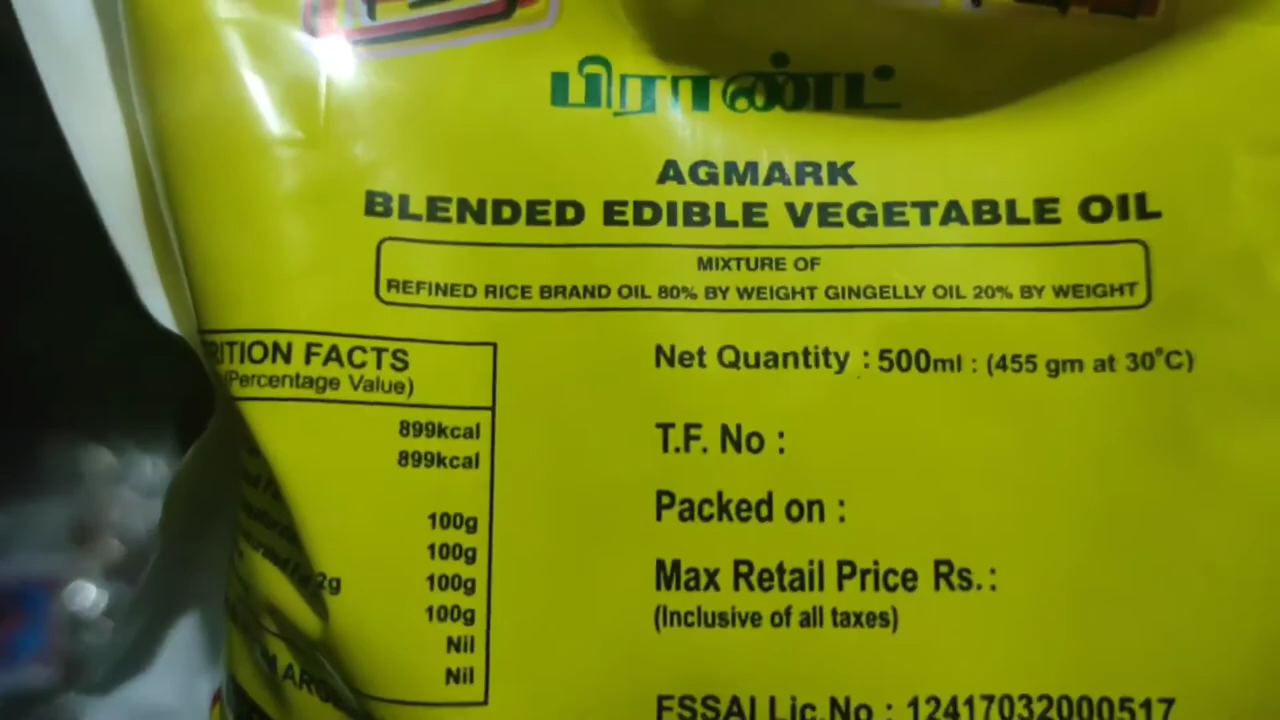 பிராண்ட்
AGMARK
BLENDED EDIBLE VEGETABLE OIL
MIXTURE OF
REFINED RICE BRAND OIL 80% BY WEIGHT GINGELLY OIL 20% BY WEIGHT
RITION FACTS
(Percentage Value)
899kcal
899kcal
100g
100g
2g 100g
100g
Nil
Nil
Net Quantity : 500ml : (455 gm at 30°C)
T.F. No :
Packed on :
Max Retail Price Rs.:
(Inclusive of all taxes)
FSSAI Lic.No : 12417032000517